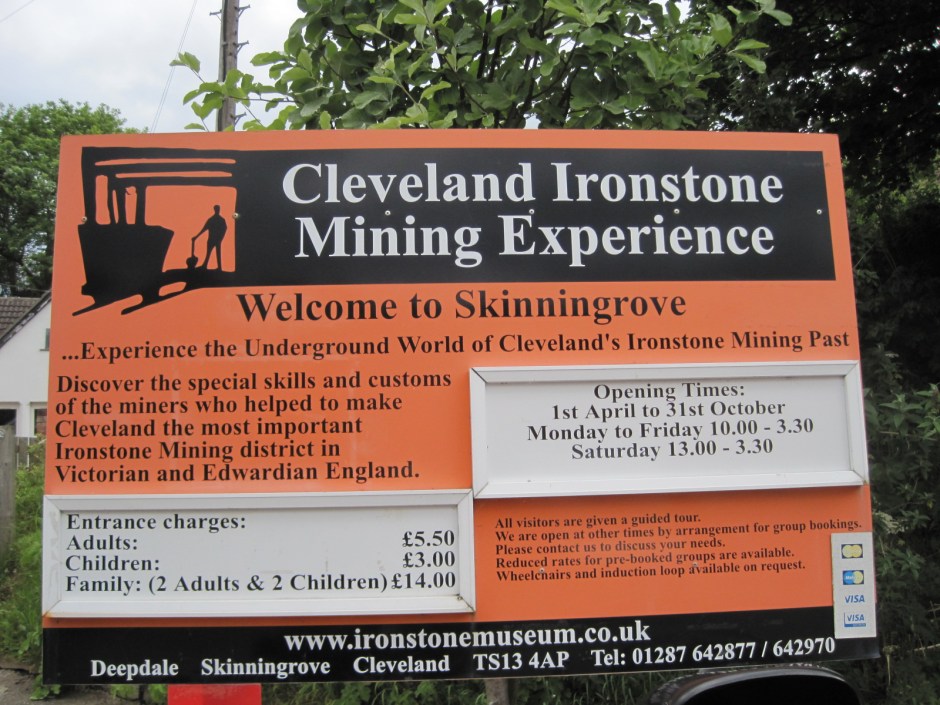 Cleveland Ironstone
Mining Experience
Welcome to Skinningrove
...Experience the Underground World of Cleveland's Ironstone Mining Past
Discover the special skills and customs
of the miners who helped to make
Cleveland the most important
Ironstone Mining district in
Victorian and Edwardian England.
Opening Times:
1st April to 31st October
Monday to Friday 10.00 - 3.30
Saturday 13.00 - 3.30
Entrance charges:
Adults: £5.50
Children: £3.00
Family: (2 Adults & 2 Children) £14.00
All visitors are given a guided tour.
We are open at other times by arrangement for group bookings.
Please contact us to discuss your needs.
Reduced rates for pre-booked groups are available.
Wheelchairs and induction loop available on request.
VISA
VISA
www.ironstonemuseum.co.uk
Deepdale Skinningrove Cleveland TS13 4AP Tel: 01287 642877 / 642970